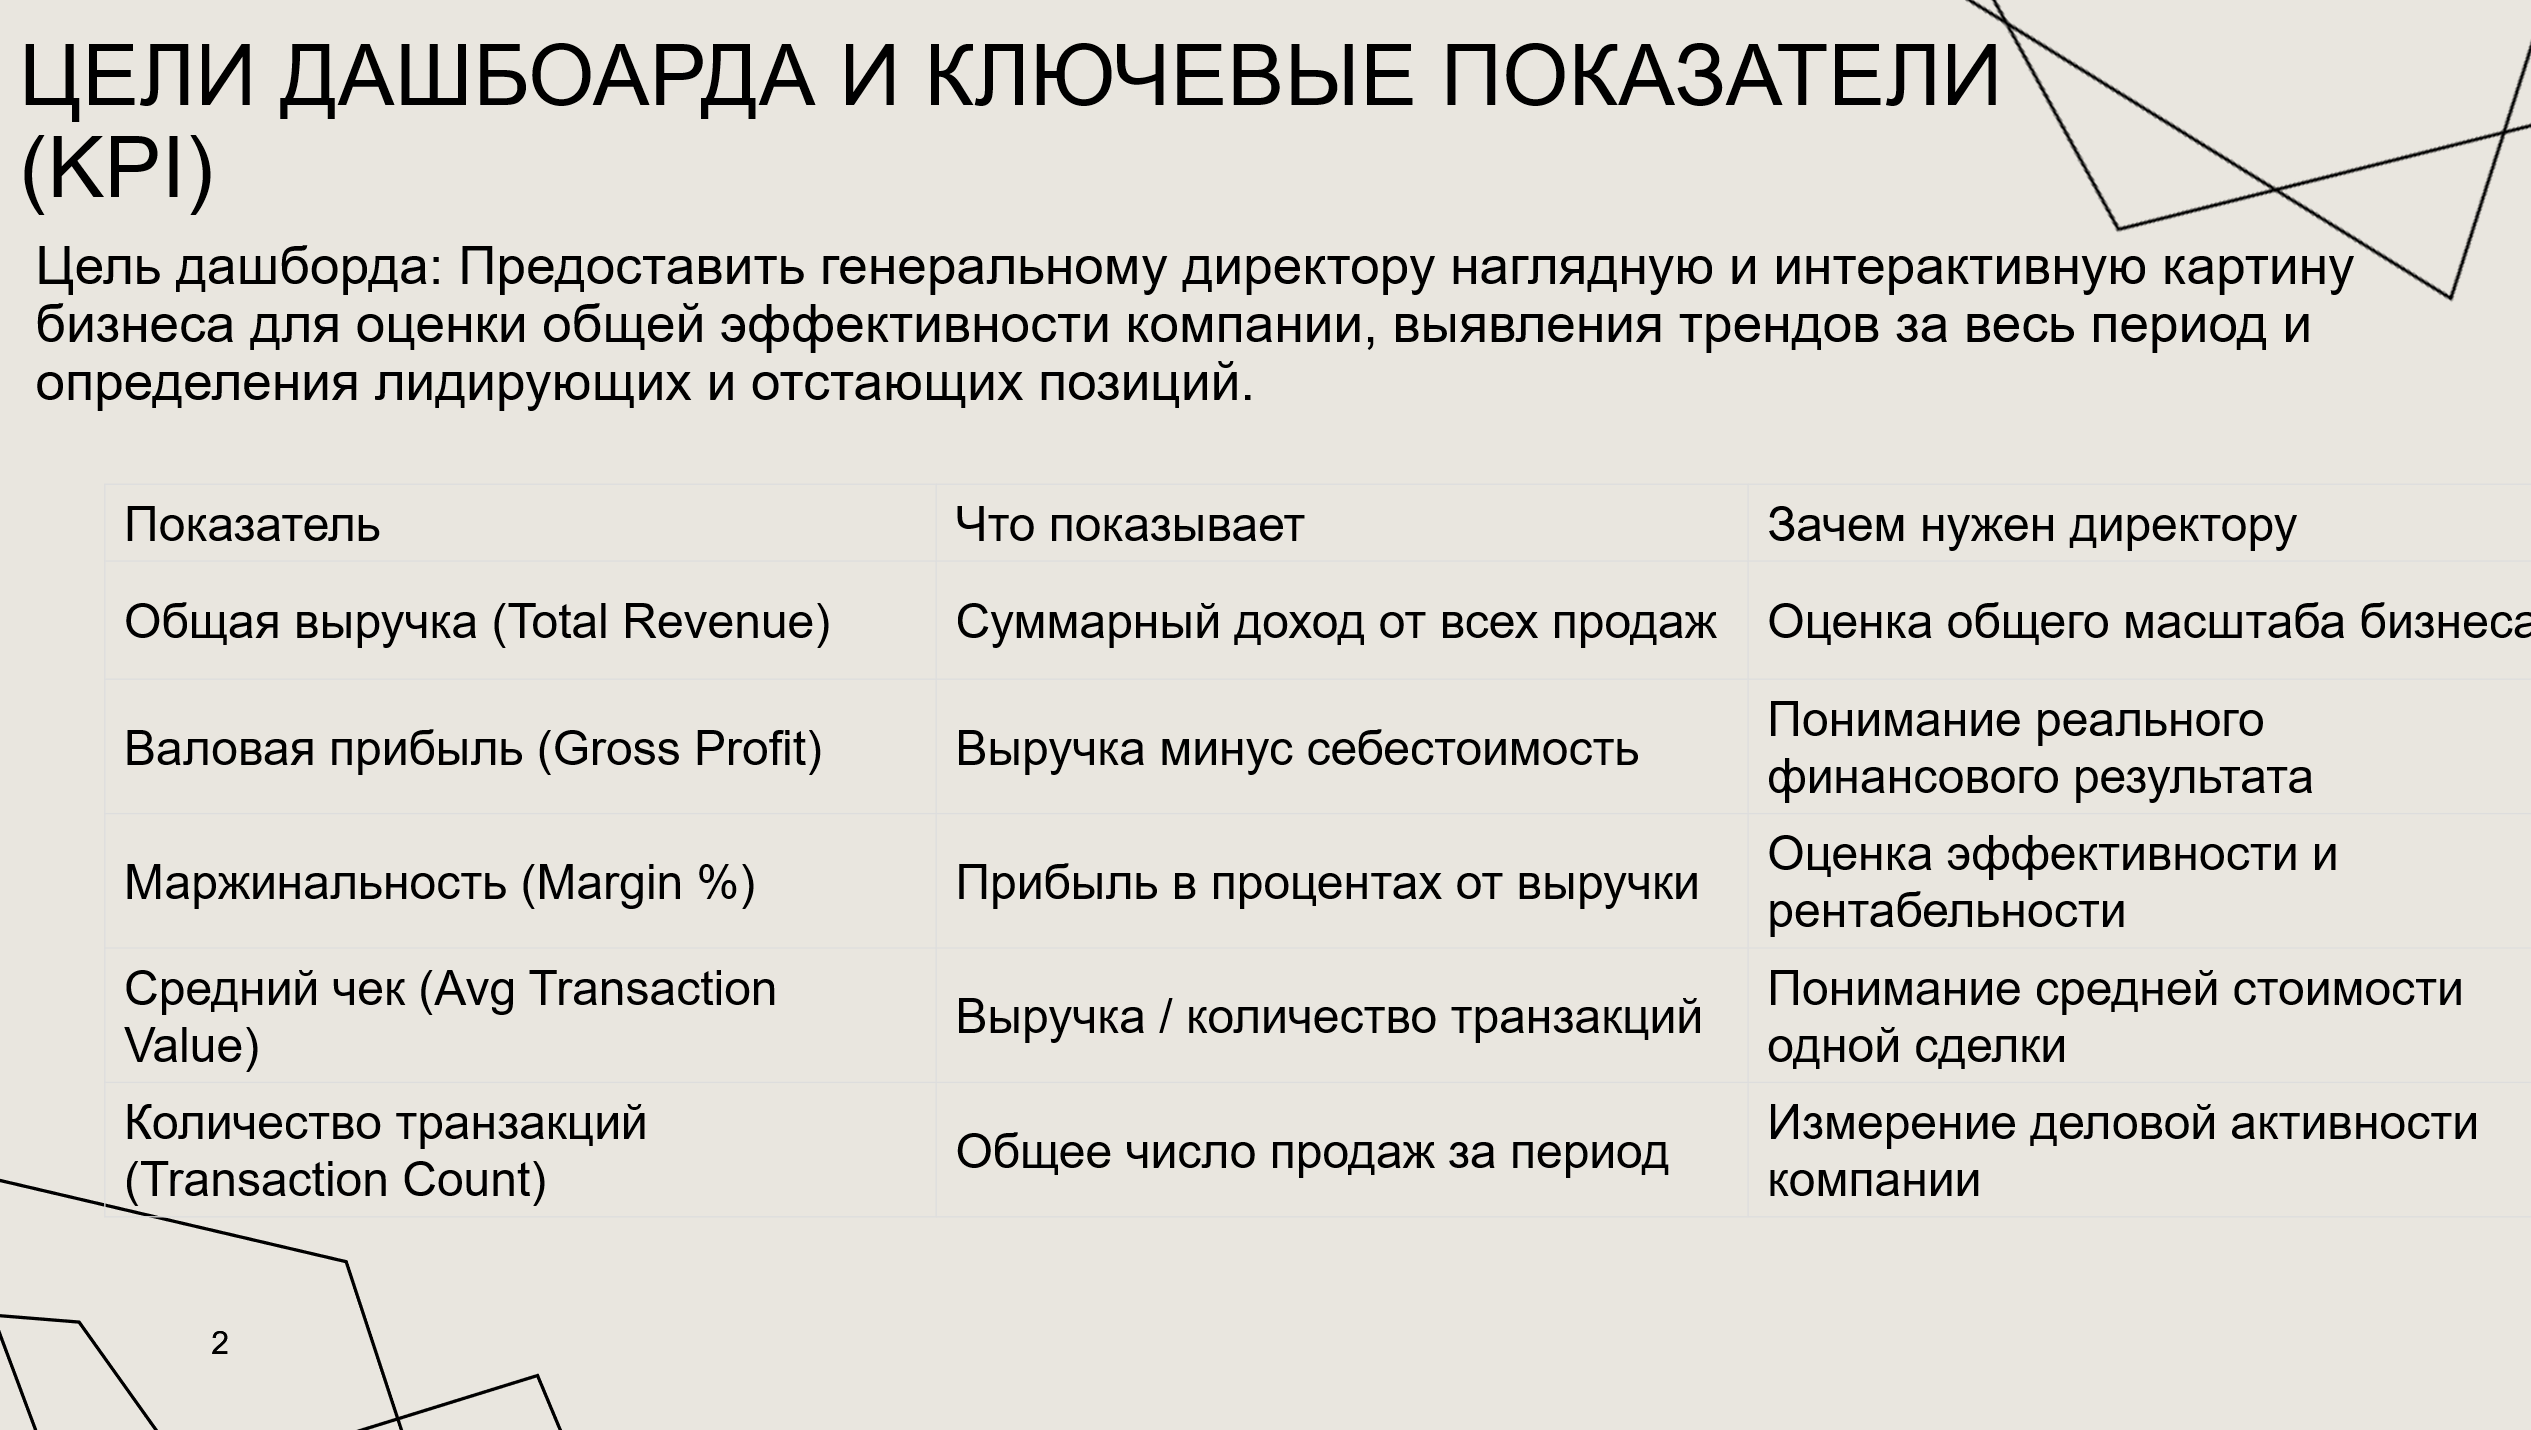 ЦЕЛИ ДАШБОАРДА И КЛЮЧЕВЫЕ ПОКАЗАТЕЛИ
(KPI)
Цель дашборда: Предоставить генеральному директору наглядную и интерактивную картину
бизнеса для оценки общей эффективности компании, выявления трендов за весь период и
определения лидирующих и отстающих позиций.
Показатель
Что показывает
Зачем нужен директору
Общая выручка (Total Revenue)
Суммарный доход от всех продаж
Оценка общего масштаба бизнеса
Валовая прибыль (Gross Profit)
Выручка минус себестоимость
Понимание реального
финансового результата
Маржинальность (Margin %)
Прибыль в процентах от выручки
Оценка эффективности и
рентабельности
Средний чек (Avg Transaction
Value)
Выручка / количество транзакций
Понимание средней стоимости
одной сделки
Количество транзакций
(Transaction Count)
Общее число продаж за период
Измерение деловой активности
компании
2